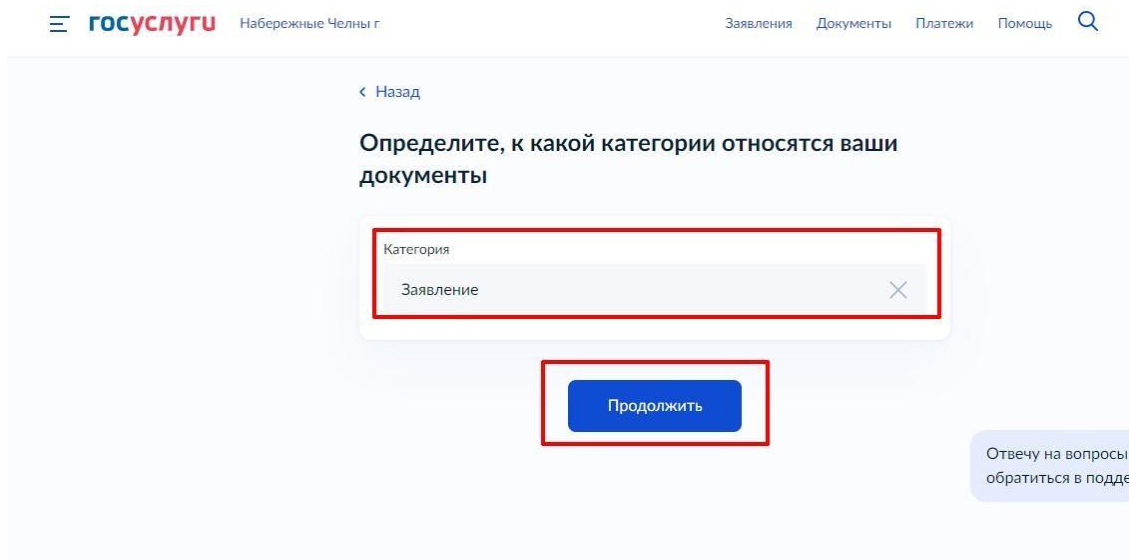 госуслуги Набережные Челны г Заявления Документы Платежи Помощь
Назад
Определите, к какой категории относятся ваши
документы
Категория
Заявление
Продолжить
Отвечу на вопросы
обратиться в